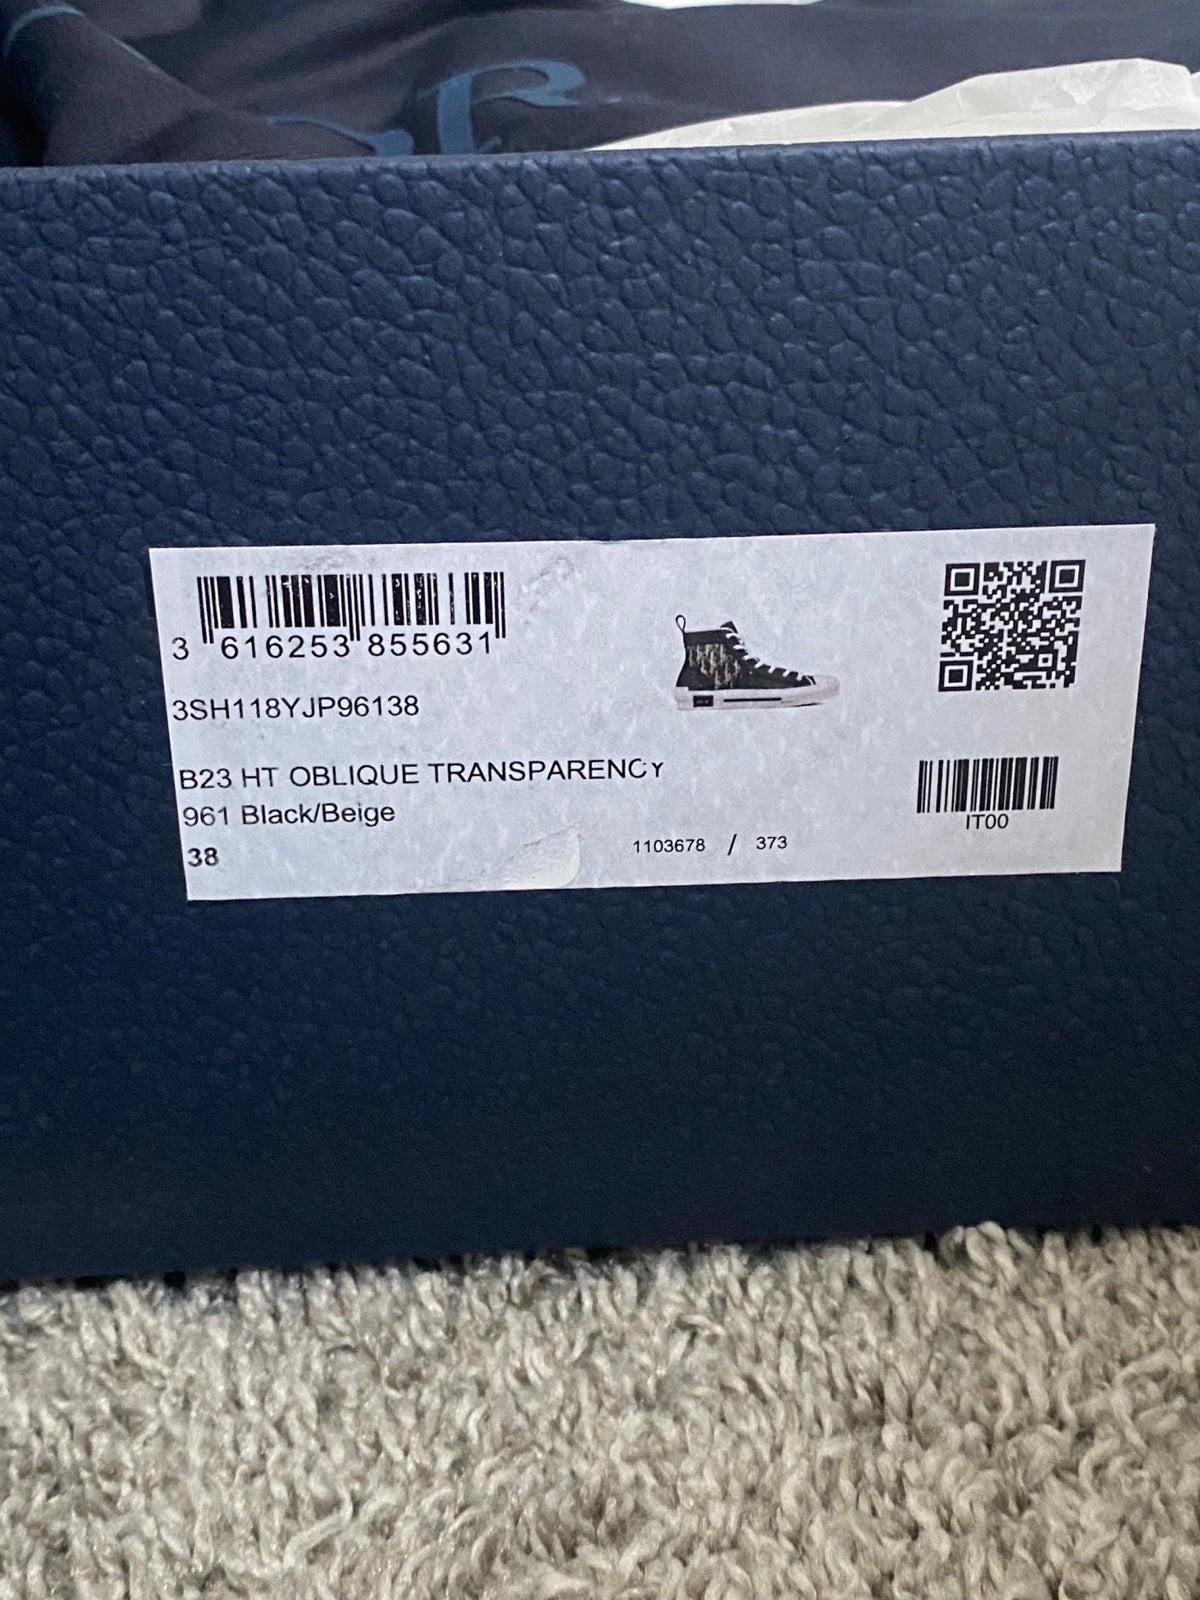 3 616253 855631
3SH118YJP96138
B23 HT OBLIQUE TRANSPARENCY
961 Black/Beige
38
1103678 / 373
IT00